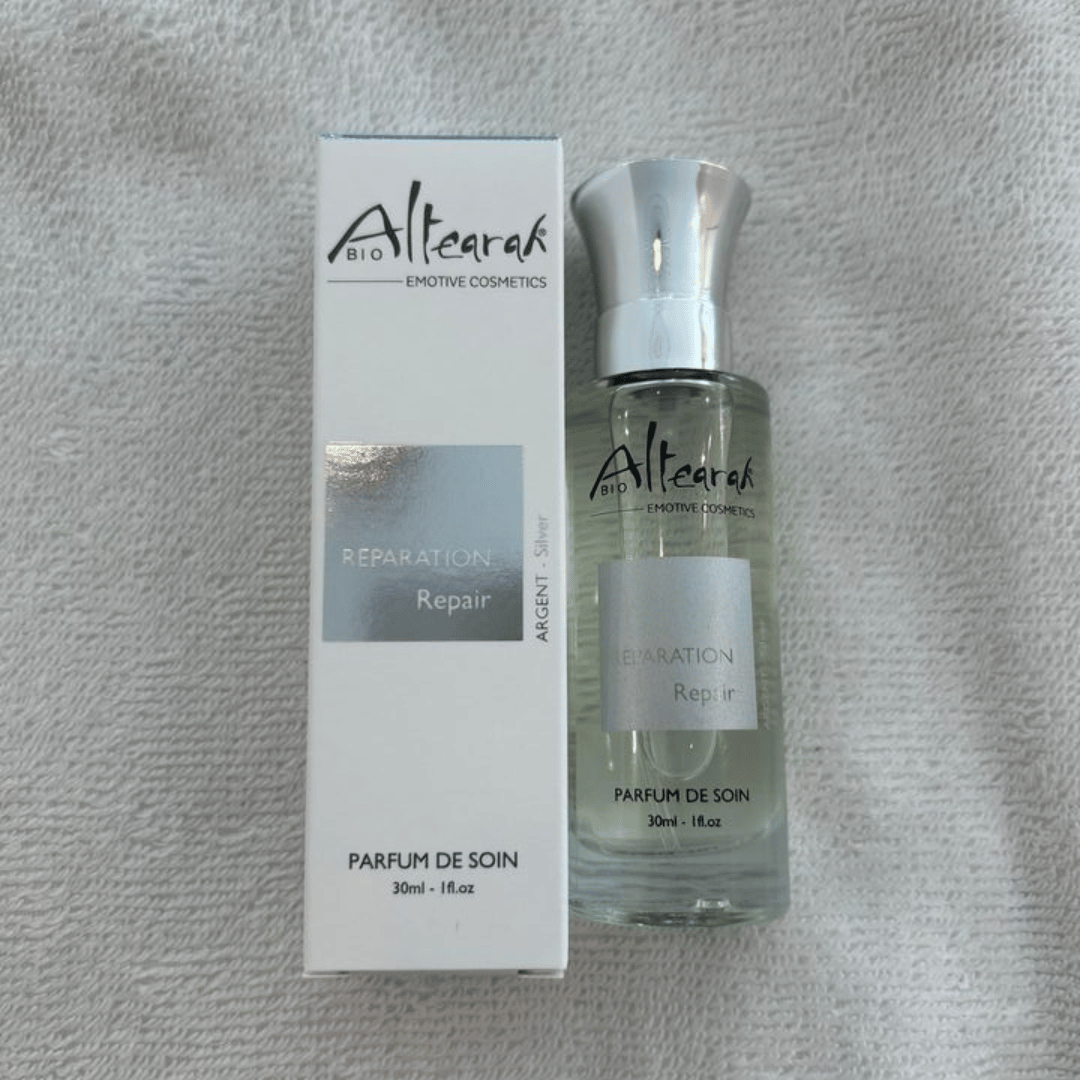 Altearah®
BIO
EMOTIVE COSMETICS
REPARATION
Repair
ARGENT - Silver
PARFUM DE SOIN
30ml - 1fl.oz
Altearah
BIO
EMOTIVE COSMETICS
REPARATION
Repair
PARFUM DE SOIN
30ml - 1fl.oz